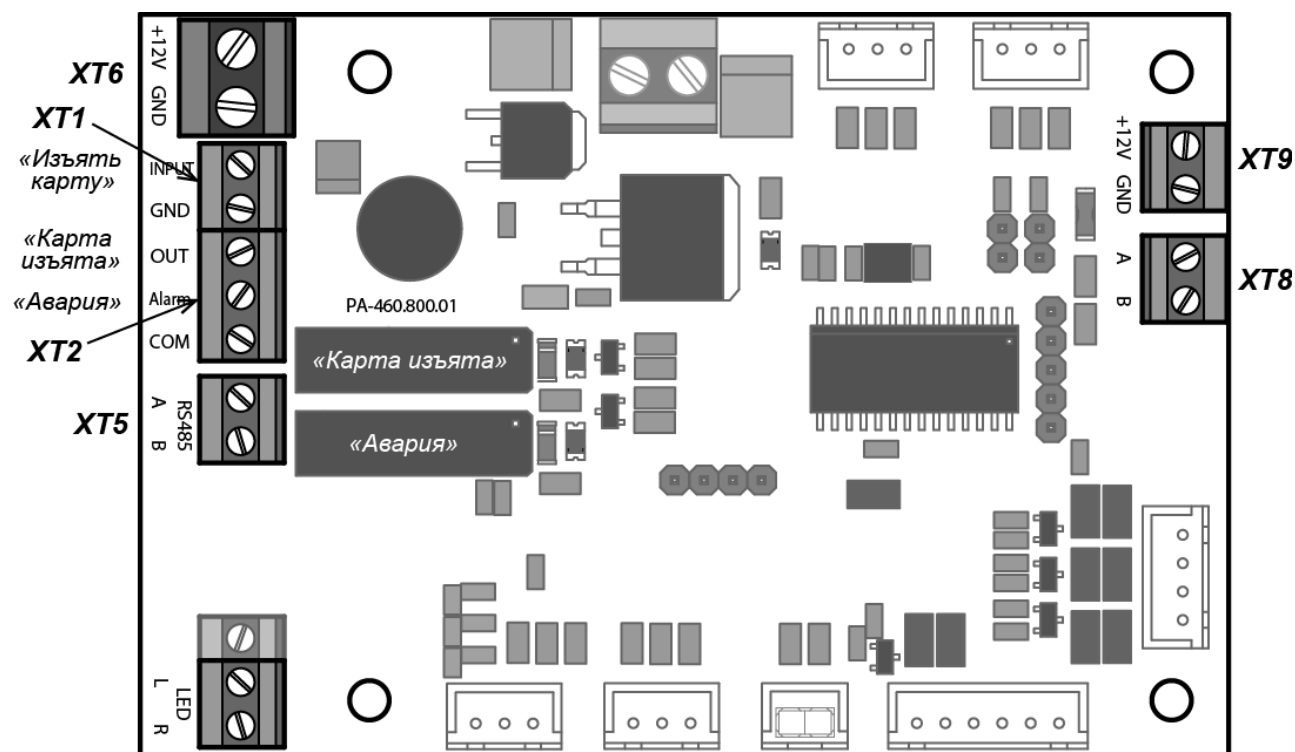 XT6
+12V
GND
XT1
«Изъять
карту»
INPUT
GND
«Карта
изъята»
OUT
«Авария»
Alarm
XT2
COM
XT5
A
B
RS485
PA-460.800.01
«Карта изъята»
«Авария»
L
R
LED
+12V
GND
XT9
A
B
XT8